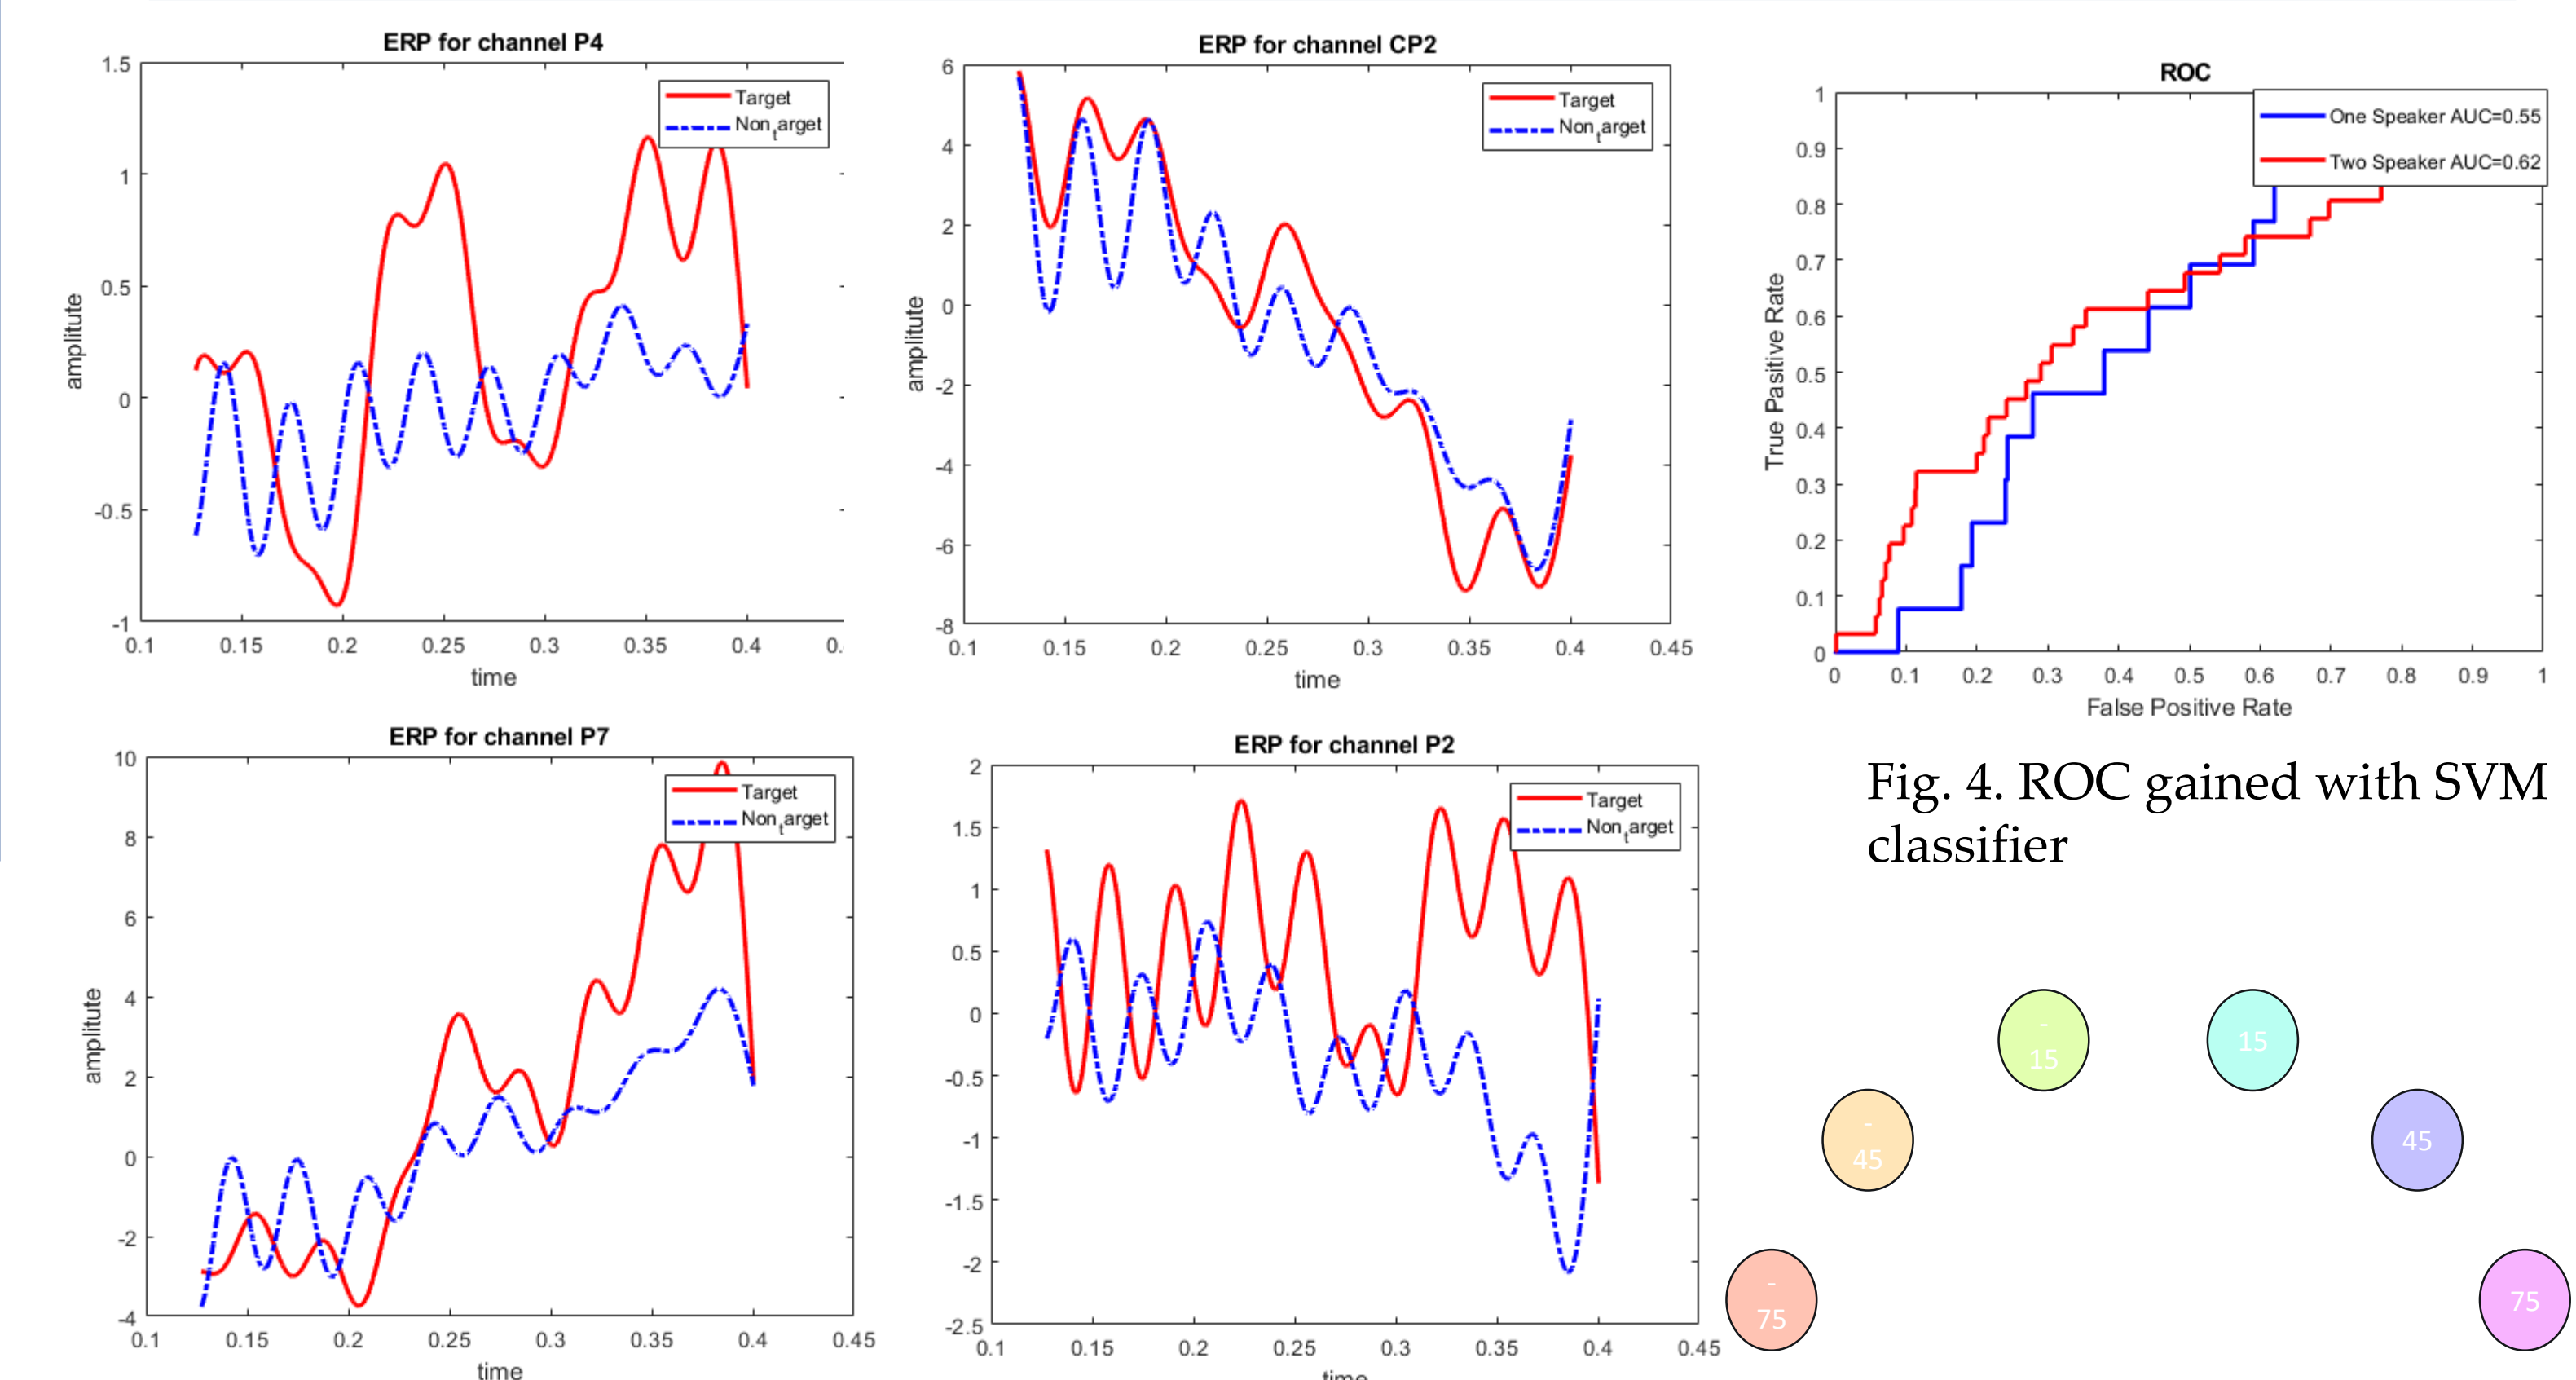 ERP for channel P4
1.5
1
0.5
0
-0.5
-1
0.1 0.15 0.2 0.25 0.3 0.35 0.4 0.
amplitute
time
Target
Non_target
ERP for channel CP2
6
4
2
0
-2
-4
-6
-8
0.1 0.15 0.2 0.25 0.3 0.35 0.4 0.45
amplitute
time
Target
Non_target
ROC
1
0.9
0.8
0.7
0.6
0.5
0.4
0.3
0.2
0.1
0
0 0.1 0.2 0.3 0.4 0.5 0.6 0.7 0.8 0.9 1
True Pasitive Rate
False Positive Rate
One Speaker AUC=0.55
Two Speaker AUC=0.62
ERP for channel P7
10
8
6
4
2
0
-2
-4
0.1 0.15 0.2 0.25 0.3 0.35 0.4 0.45
amplitute
time
Target
Non_target
ERP for channel P2
2
1.5
1
0.5
0
-0.5
-1
-1.5
-2
-2.5
0.1 0.15 0.2 0.25 0.3 0.35 0.4 0.45
time
Target
Non_target
Fig. 4. ROC gained with SVM
classifier
-
15
15
-
45
45
-
75
75